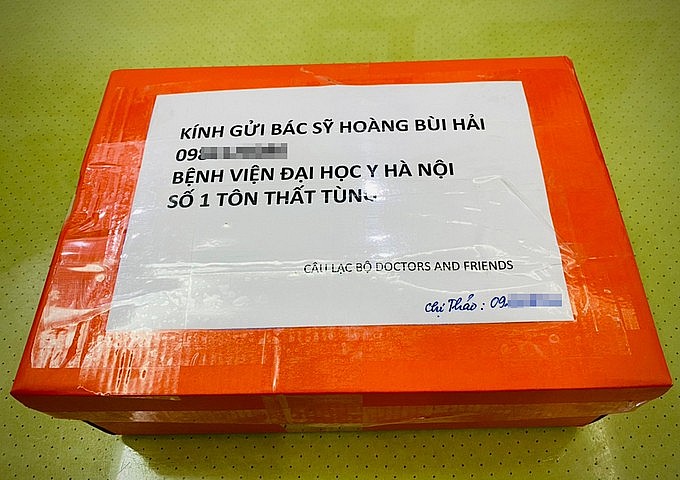 KÍNH GỬI BÁC SỸ HOÀNG BÙI HẢI
098
BỆNH VIỆN ĐẠI HỌC Y HÀ NỘI
SỐ 1 TÔN THẤT TÙNG
CÂU LẠC BỘ DOCTORS AND FRIENDS
Chị Thảo: 09